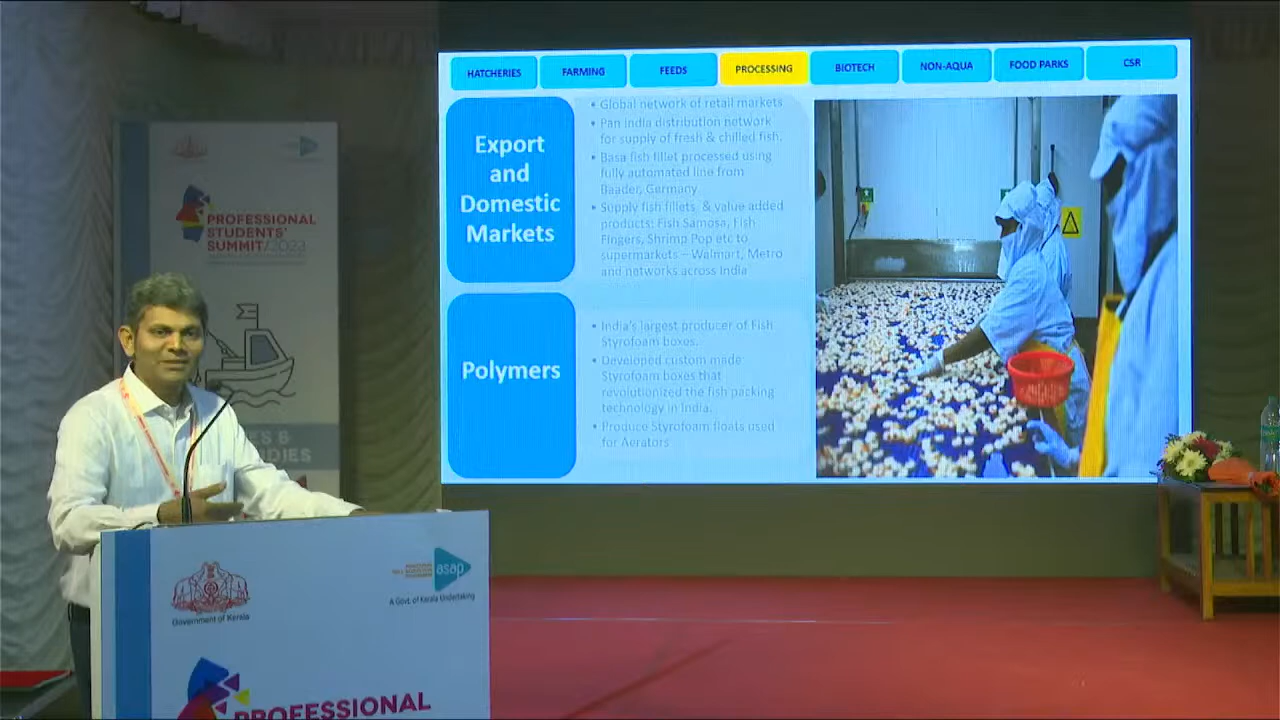 HATCHERIES
FARMING
FEEDS
PROCESSING
BIOTECH
NON-AQUA
FOOD PARKS
CSR
Export
and
Domestic
Markets
• Global network of retail markets
• Pan India distribution network
for supply of fresh & chilled fish.
• Basa fish fillet processed using
fully automated line from
Baader, Germany
• Supply fish fillets & value added
products: Fish Samosa, Fish
Fingers, Shrimp Pop etc to
supermarkets – Walmart, Metro
and networks across India
Polymers
• India's largest producer of Fish
Styrofoam boxes.
• Developed custom made
Styrofoam boxes that
revolutionized the fish packing
technology in India.
• Produce Styrofoam floats used
for Aerators
PROFESSIONAL
STUDENTS'
SUMMIT/2023
Government of Kerala
asap
A Govt. of Kerala Undertaking
PROFESSIONAL